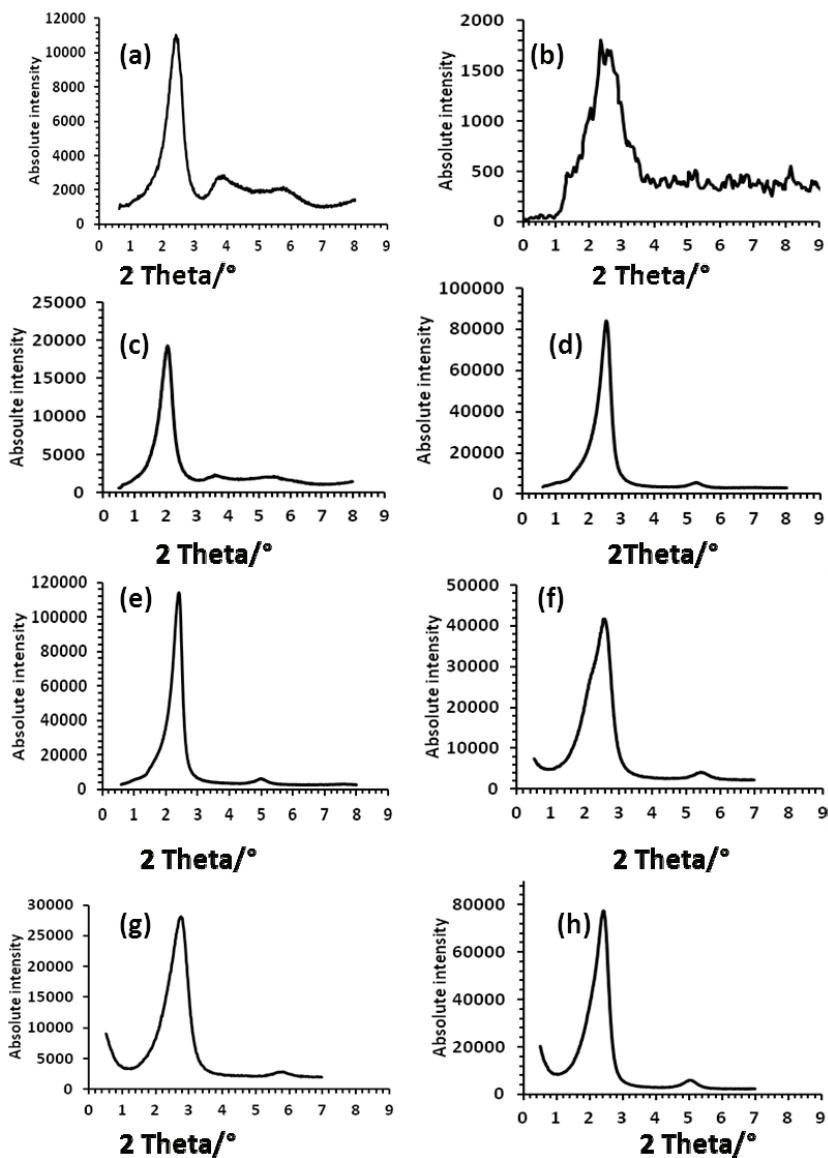 (a)
Absolute intensity
12000
10000
8000
6000
4000
2000
0
0 1 2 3 4 5 6 7 8 9
2 Theta/°
(b)
Absolute intensity
2000
1500
1000
500
0
0 1 2 3 4 5 6 7 8 9
2 Theta/°
(c)
Absoulte intensity
25000
20000
15000
10000
5000
0
0 1 2 3 4 5 6 7 8 9
2 Theta/°
(d)
Absolute intensity
100000
80000
60000
40000
20000
0
0 1 2 3 4 5 6 7 8 9
2Theta/°
(e)
Absolute intensity
120000
100000
80000
60000
40000
20000
0
0 1 2 3 4 5 6 7 8 9
2 Theta/°
(f)
Absolute intensity
50000
40000
30000
20000
10000
0
0 1 2 3 4 5 6 7 8 9
2 Theta/°
(g)
Absolute intensity
30000
25000
20000
15000
10000
5000
0
0 1 2 3 4 5 6 7 8 9
2 Theta/°
(h)
Absolute intensity
80000
60000
40000
20000
0
0 1 2 3 4 5 6 7 8 9
2 Theta/°